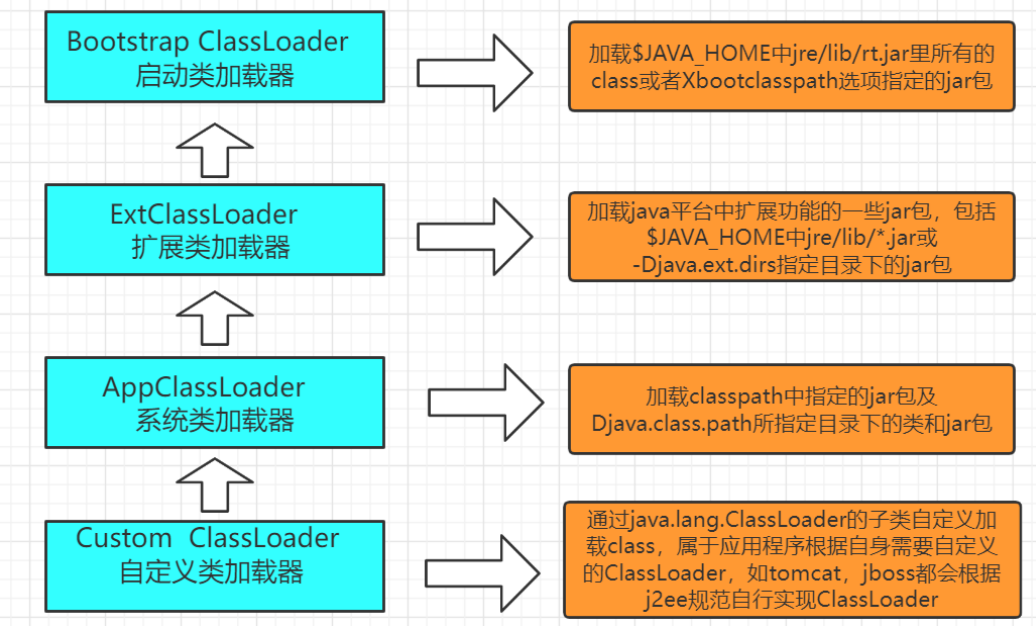 Bootstrap ClassLoader
启动类加载器
加载$JAVA_HOME中jre/lib/rt.jar里所有的
class或者Xbootclasspath选项指定的jar包
ExtClassLoader
扩展类加载器
加载java平台中扩展功能的一些jar包，包括
$JAVA_HOME中jre/lib/*.jar或
-Djava.ext.dirs指定目录下的jar包
AppClassLoader
系统类加载器
加载classpath中指定的jar包及
Djava.class.path所指定目录下的类和jar包
Custom ClassLoader
自定义类加载器
通过java.lang.ClassLoader的子类自定义加
载class，属于应用程序根据自身需要自定义
的ClassLoader，如tomcat，jboss都会根据
j2ee规范自行实现ClassLoader